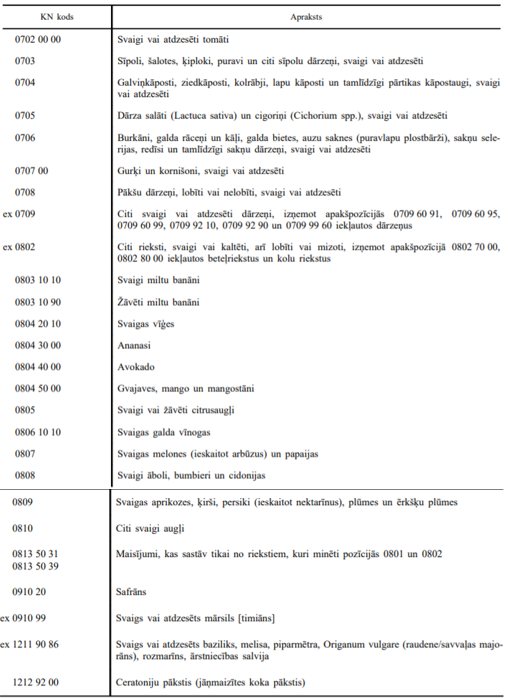 KN kods Apraksts
0702 00 00 Svaigi vai atdzesēti tomāti
0703 Sīpoli, šalotes, ķiploki, puravi un citi sīpolu dārzeņi, svaigi vai atdzesēti
0704 Galviņkāposti, ziedkāposti, kolrābji, lapu kāposti un tamlīdzīgi pārtikas kāpostaugi, svaigi
vai atdzesēti
0705 Dārza salāti (Lactuca sativa) un cigoriņi (Cichorium spp.), svaigi vai atdzesēti
0706 Burkāni, galda rāceņi un kāļi, galda bietes, auzu saknes (puravlapu plostbārži), sakņu sele-
rijas, redīsi un tamlīdzīgi sakņu dārzeņi, svaigi vai atdzesēti
0707 00 Gurķi un kornišoni, svaigi vai atdzesēti
0708 Pākšu dārzeņi, lobīti vai nelobīti, svaigi vai atdzesēti
ex 0709 Citi svaigi vai atdzesēti dārzeņi, izņemot apakšpozīcijās 0709 60 91, 0709 60 95,
0709 60 99, 0709 92 10, 0709 92 90 un 0709 99 60 iekļautos dārzeņus
ex 0802 Citi rieksti, svaigi vai kaltēti, arī lobīti vai mizoti, izņemot apakšpozīcijā 0802 70 00,
0802 80 00 iekļautos beteļriekstus un kolu riekstus
0803 10 10 Svaigi miltu banāni
0803 10 90 Žāvēti miltu banāni
0804 20 10 Svaigas vīģes
0804 30 00 Ananasi
0804 40 00 Avokado
0804 50 00 Gvajaves, mango un mangostāni
0805 Svaigi vai žāvēti citrusaugļi
0806 10 10 Svaigas galda vīnogas
0807 Svaigas melones (ieskaitot arbūzus) un papaijas
0808 Svaigi āboli, bumbieri un cidonijas
0809 Svaigas aprikozes, ķirši, persiki (ieskaitot nektarīnus), plūmes un ērkšķu plūmes
0810 Citi svaigi augļi
0813 50 31 Maisījumi, kas sastāv tikai no riekstiem, kuri minēti pozīcijās 0801 un 0802
0813 50 39
0910 20 Safrāns
ex 0910 99 Svaigs vai atdzesēts mārsils [timiāns]
ex 1211 90 86 Svaigs vai atdzesēts baziliks, melisa, piparmētra, Origanum vulgare (raudene/savvaļas majo-
rāns), rozmarīns, ārstniecības salvija
1212 92 00 Ceratoniju pākstis (jāņmaizītes koka pākstis)